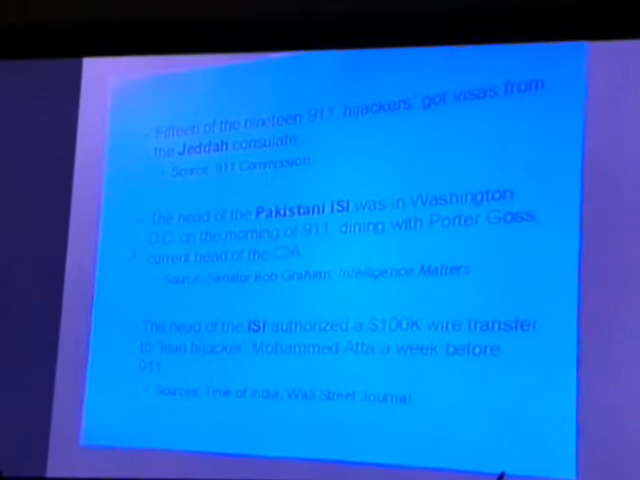 - Fifteen of the nineteen 911 'hijackers' got visas from
the Jeddah consulate.
- Source: 911 Commission
- The head of the Pakistani ISI was in Washington
D.C. on the morning of 911, dining with Porter Goss,
current head of the CIA.
Source: Senator Bob Graham, Intelligence Matters
- The head of the ISI authorized a $100K wire transfer
to "lead hijacker" Mohammed Atta a week before
911.
- Sources: Time of India, Wall Street Journal